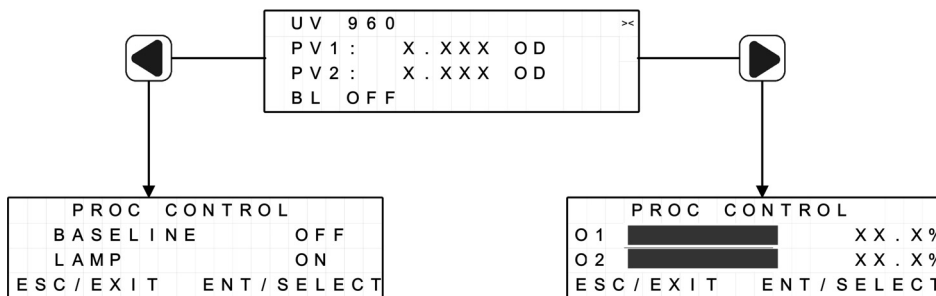 UV 960 ><
PV1: X.XXX OD
PV2: X.XXX OD
BL OFF
PROC CONTROL
BASELINE OFF
LAMP ON
ESC/EXIT ENT/SELECT
PROC CONTROL
O1 XX.X%
O2 XX.X%
ESC/EXIT ENT/SELECT